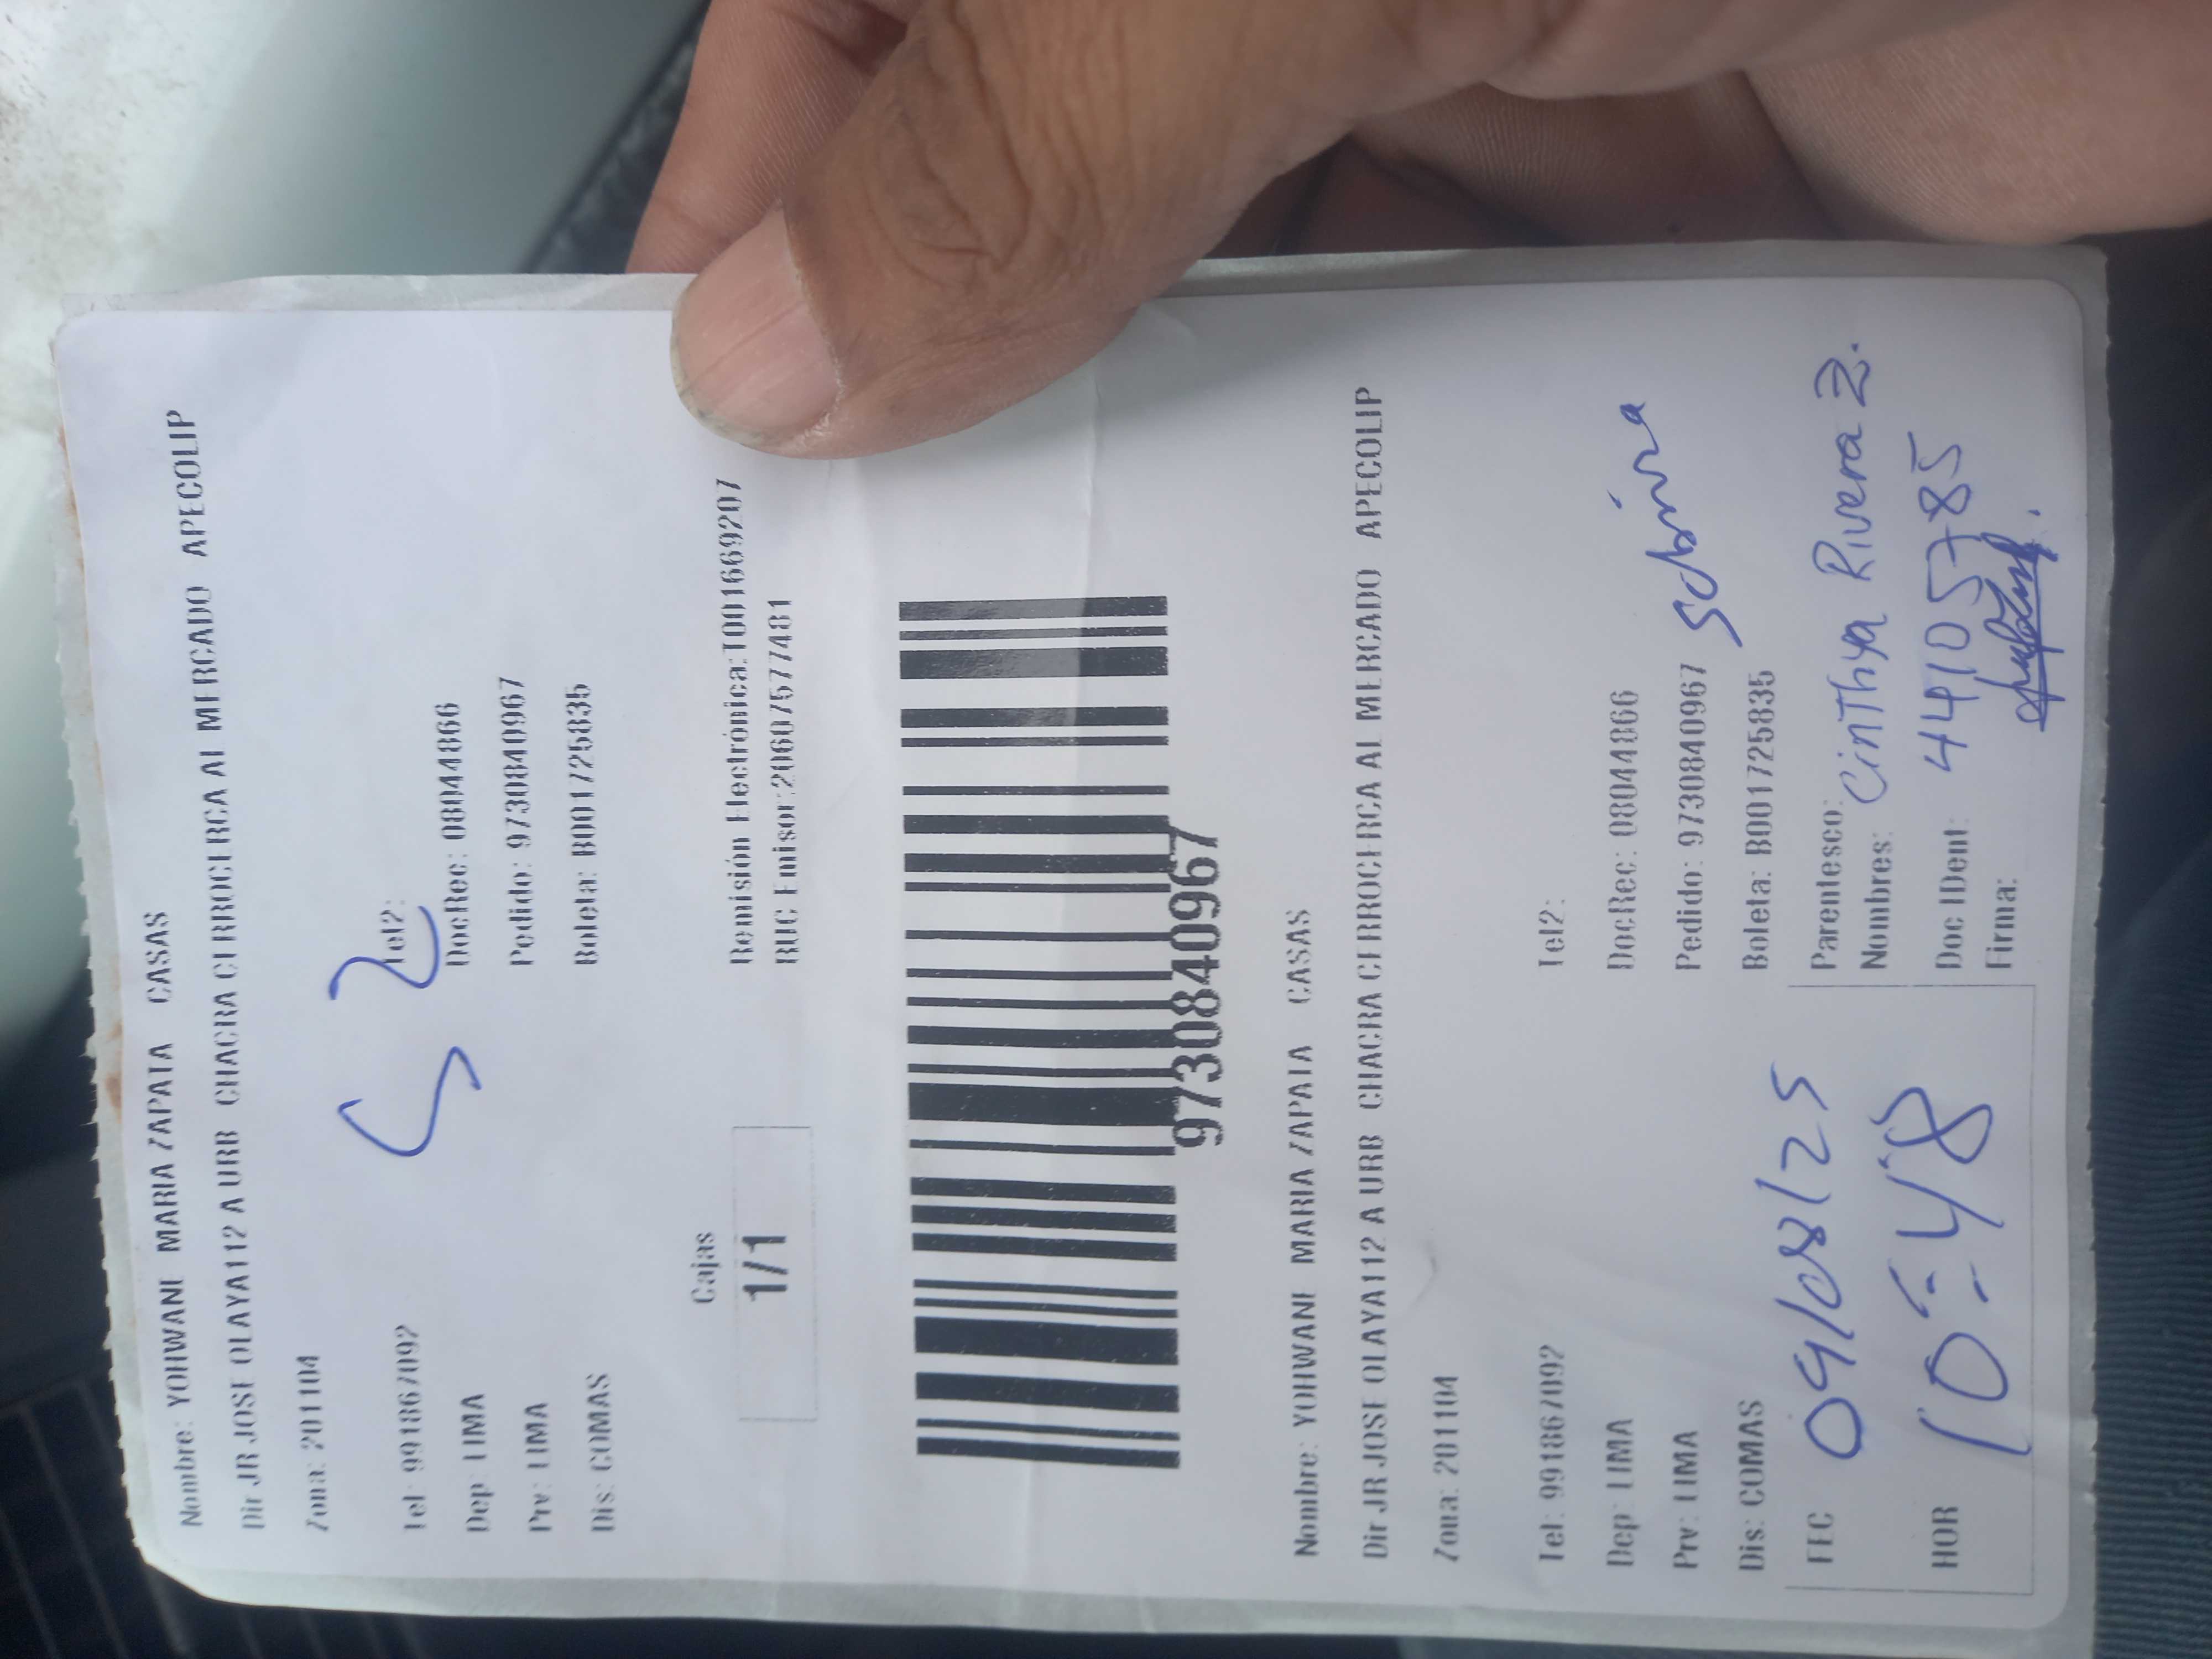 Nombre: YOHWANI MARIA ZAPATA CASAS
Dir JR JOSE OLAYA112 A URB CHACRA CERROCERCA Al MERCADO APECOLIP
Zona: 201104
Tel: 991867092 Tel2:
Dep: LIMA DocRec: 08044866
Prv: LIMA Pedido: 9730840967
Dis: COMAS Boleta: B001725835
Cajas
1/1
Remisión Electrónica:T001669207
RUC Emisor:20607577481
9730840967
Nombre: YOHWANI MARIA ZAPATA CASAS
Dir JR JOSE OLAYA112 A URB CHACRA CERROCERCA AL MERCADO APECOLIP
Zona: 201104
Tel: 991867092 Tel2:
Dep: LIMA DocRec: 08044866
Prv: LIMA Pedido: 9730840967
Dis: COMAS Boleta: B001725835
FEC 09/08/25
HOR 10:48
Parentesco:
Nombres: Cinthya Rivera Z.
Doc IDent: 44105785
Firma: